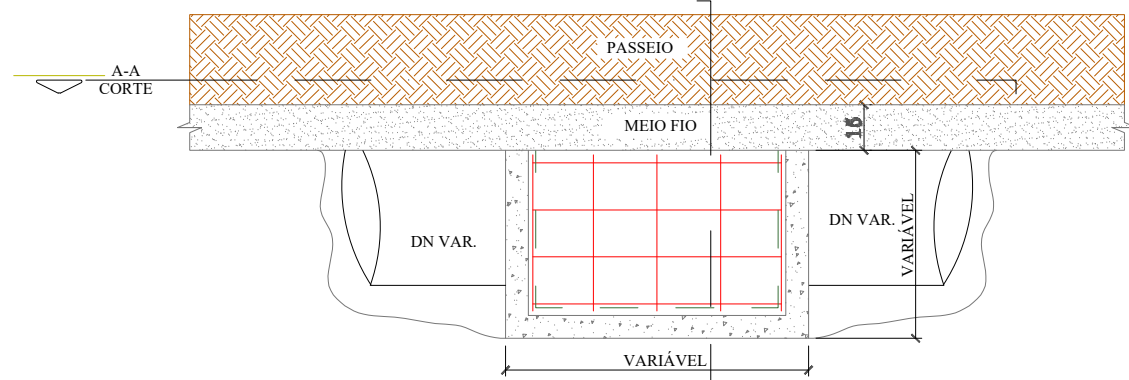 PASSEIO
A-A
CORTE
MEIO FIO
15
DN VAR.
DN VAR.
VARIÁVEL
VARIÁVEL